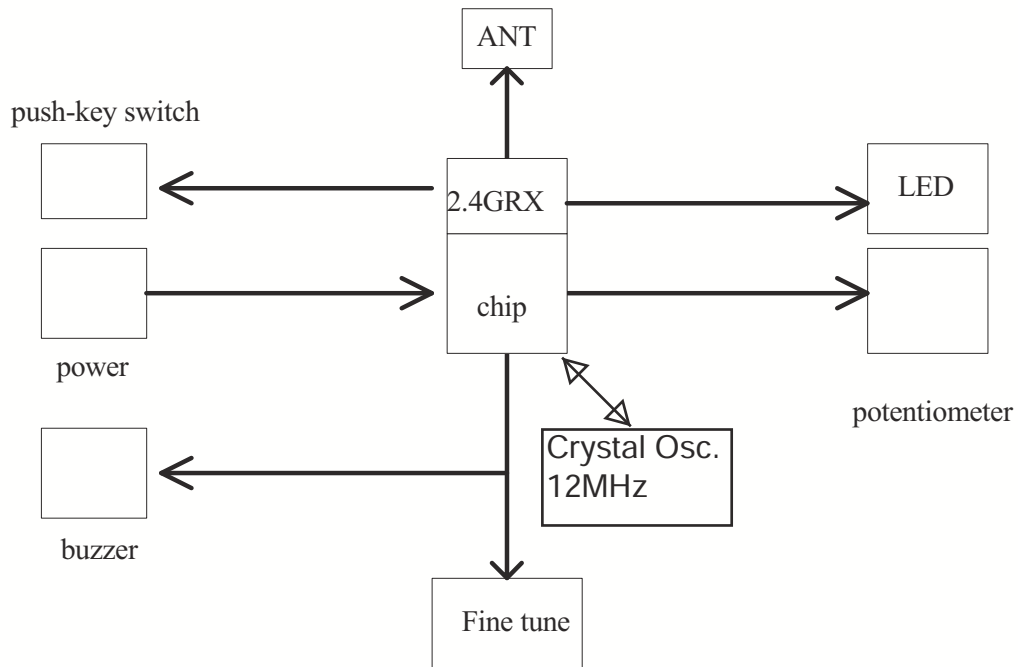 ANT
push-key switch
2.4GRX
LED
chip
power
potentiometer
Crystal Osc.
12MHz
buzzer
Fine tune